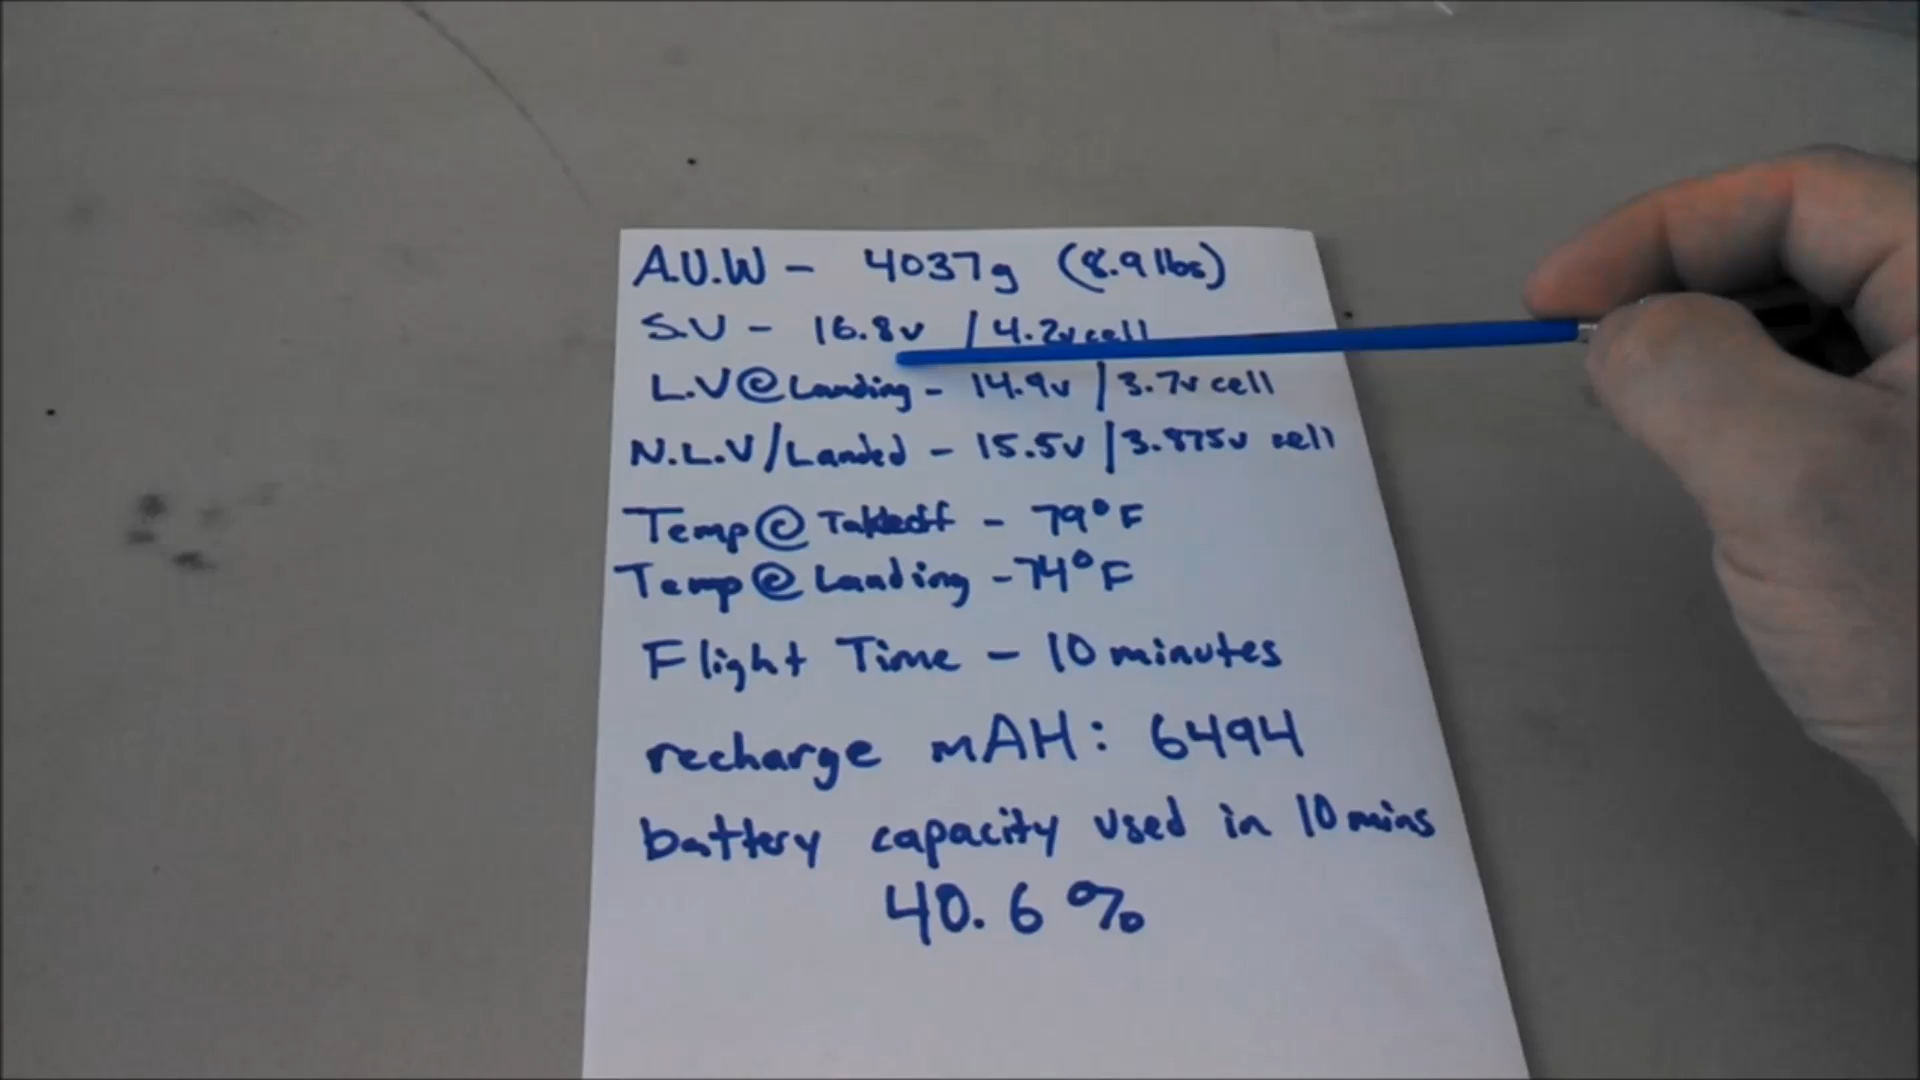 A.U.W - 4037g (8.9 lbs)
S.V - 16.8v / 4.2v cell
L.V@Landing - 14.9v / 3.7v cell
N.L.V/Landed - 15.5v / 3.875v cell
Temp@Takeoff - 79°F
Temp@Landing - 74°F
Flight Time - 10 minutes
recharge mAH: 6494
battery capacity used in 10 mins
40.6%